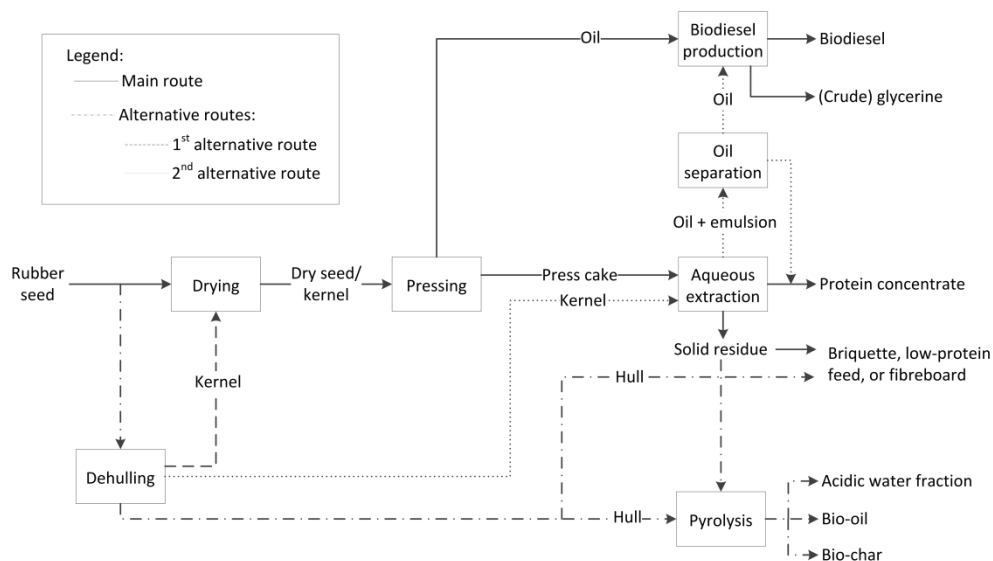 Legend:
Main route
Alternative routes:
1st alternative route
2nd alternative route
Oil
Biodiesel
production
Biodiesel
(Crude) glycerine
Oil
Oil
separation
Oil + emulsion
Rubber
seed
Drying
Dry seed/
kernel
Pressing
Press cake
Kernel
Aqueous
extraction
Protein concentrate
Solid residue
Briquette, low-protein
feed, or fibreboard
Hull
Kernel
Dehulling
Hull
Pyrolysis
Acidic water fraction
Bio-oil
Bio-char